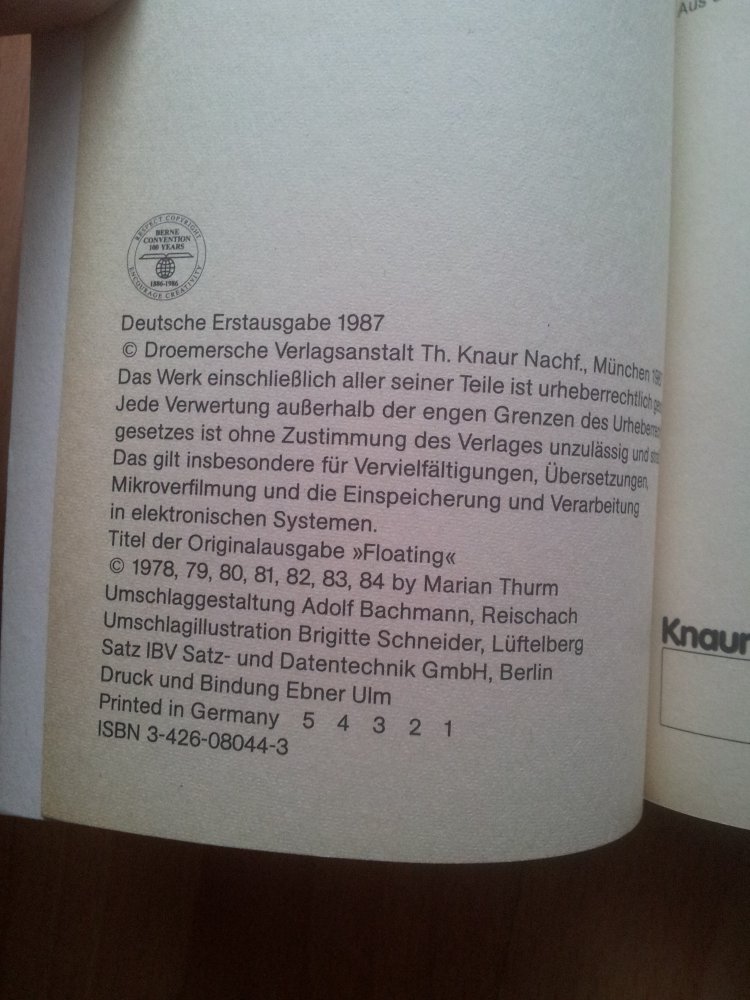 Aus
RESPECT COPYRIGHT
BERNE
CONVENTION
100 YEARS
1886-1986
ENCOURAGE CREATIVITY
Deutsche Erstausgabe 1987
© Droemersche Verlagsanstalt Th. Knaur Nachf., München
Das Werk einschließlich aller seiner Teile ist urheberrechtlich
Jede Verwertung außerhalb der engen Grenzen des
gesetzes ist ohne Zustimmung des Verlages unzulässig und
Das gilt insbesondere für Vervielfältigungen, Übersetzungen,
Mikroverfilmung und die Einspeicherung und Verarbeitung
in elektronischen Systemen.
Titel der Originalausgabe »Floating«
© 1978, 79, 80, 81, 82, 83, 84 by Marian Thurm
Umschlaggestaltung Adolf Bachmann, Reischach
Umschlagillustration Brigitte Schneider, Lüftelberg
Satz IBV Satz- und Datentechnik GmbH, Berlin
Druck und Bindung Ebner Ulm
Printed in Germany 5 4 3 2 1
ISBN 3-426-08044-3
Knaur